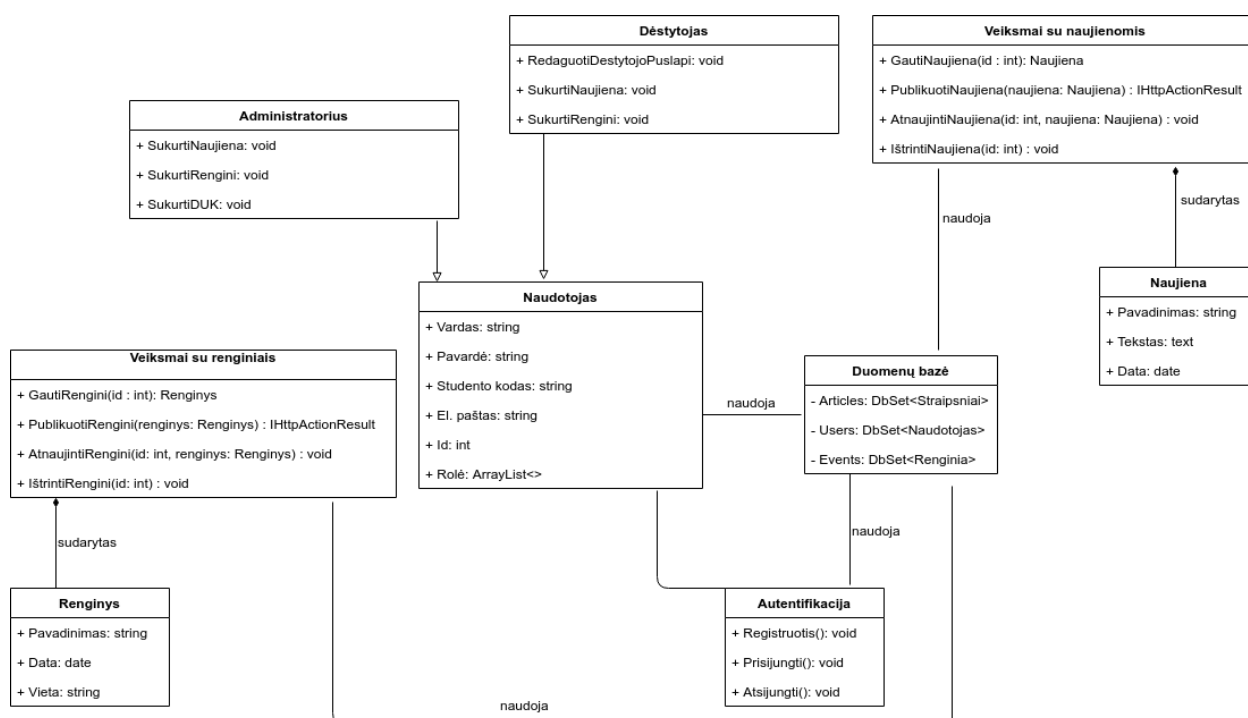 Dėstytojas
+ RedaguotiDestytojoPuslapi: void
+ SukurtiNaujiena: void
+ SukurtiRengini: void
Veiksmai su naujienomis
+ GautiNaujiena(id : int): Naujiena
+ PublikuotiNaujiena(naujiena: Naujiena) : IHttpActionResult
+ AtnaujintiNaujiena(id: int, naujiena: Naujiena) : void
+ IštrintiNaujiena(id: int) : void
Administratorius
+ SukurtiNaujiena: void
+ SukurtiRengini: void
+ SukurtiDUK: void
naudoja
sudarytas
Naujiena
+ Pavadinimas: string
+ Tekstas: text
+ Data: date
Naudotojas
+ Vardas: string
+ Pavardė: string
+ Studento kodas: string
+ El. paštas: string
+ Id: int
+ Rolė: ArrayList<>
naudoja
Duomenų bazė
- Articles: DbSet<Straipsniai>
- Users: DbSet<Naudotojas>
- Events: DbSet<Renginia>
Veiksmai su renginiais
+ GautiRengini(id : int): Renginys
+ PublikuotiRengini(renginys: Renginys) : IHttpActionResult
+ AtnaujintiRengini(id: int, renginys: Renginys) : void
+ IštrintiRengini(id: int) : void
sudarytas
naudoja
Renginys
+ Pavadinimas: string
+ Data: date
+ Vieta: string
Autentifikacija
+ Registruotis(): void
+ Prisijungti(): void
+ Atsijungti(): void
naudoja